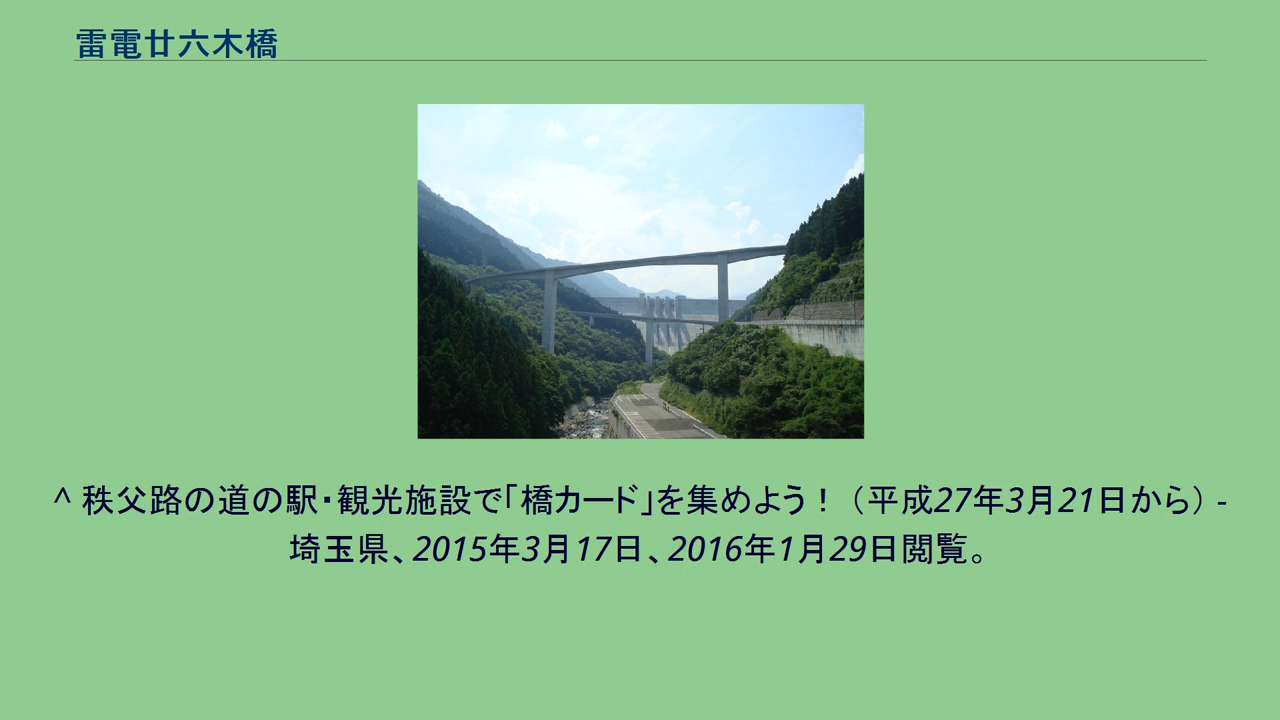 雷電廿六木橋
^ 秩父路の道の駅・観光施設で「橋カード」を集めよう！（平成27年3月21日から） -
埼玉県、2015年3月17日、2016年1月29日閲覧。